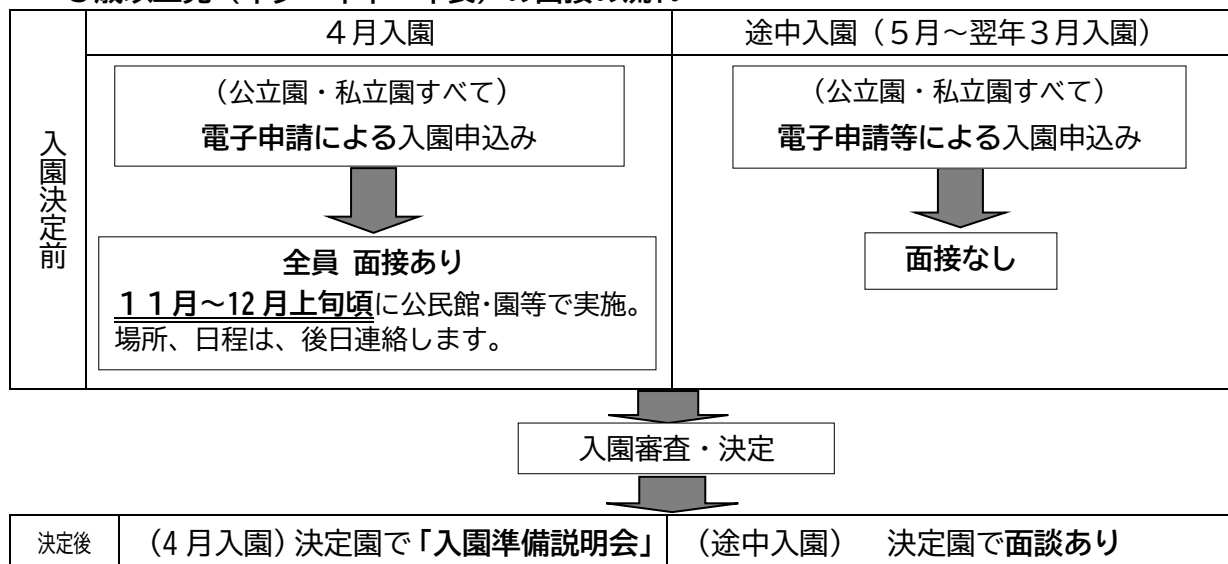 ４月入園
途中入園（５月～翌年３月入園）
入園決定前
（公立園・私立園すべて）
電子申請による入園申込み
（公立園・私立園すべて）
電子申請等による入園申込み
全員 面接あり
１１月～12月上旬頃に公民館・園等で実施。
場所、日程は、後日連絡します。
面接なし
入園審査・決定
決定後
（4月入園）決定園で「入園準備説明会」
（途中入園）　決定園で面談あり